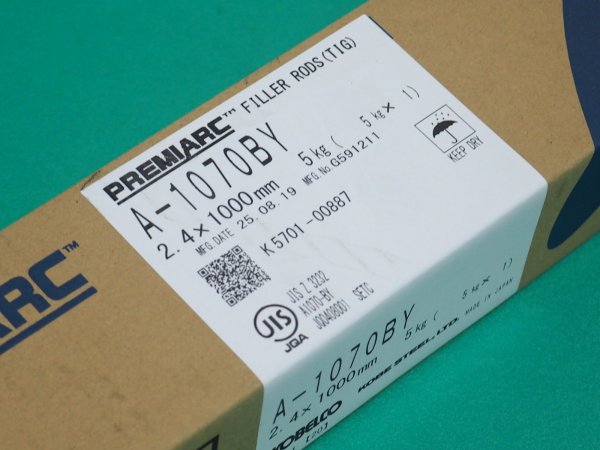 PREMIARC™ FILLER RODS(TIG)
A-1070BY
2.4×1000mm 5kg( 5kg× 1)
MFG.DATE 25.08.19 MFG.No.G591211
K5701-00887
KEEP DRY
JIS Z 3232
A1070-BY
JQ0408001 SETC
JIS
JQA
A-1070BY
2.4×1000mm 5kg( 5kg× 1)
KOBELCO KOBE STEEL, LTD. MADE IN JAPAN
[20]
ARC™